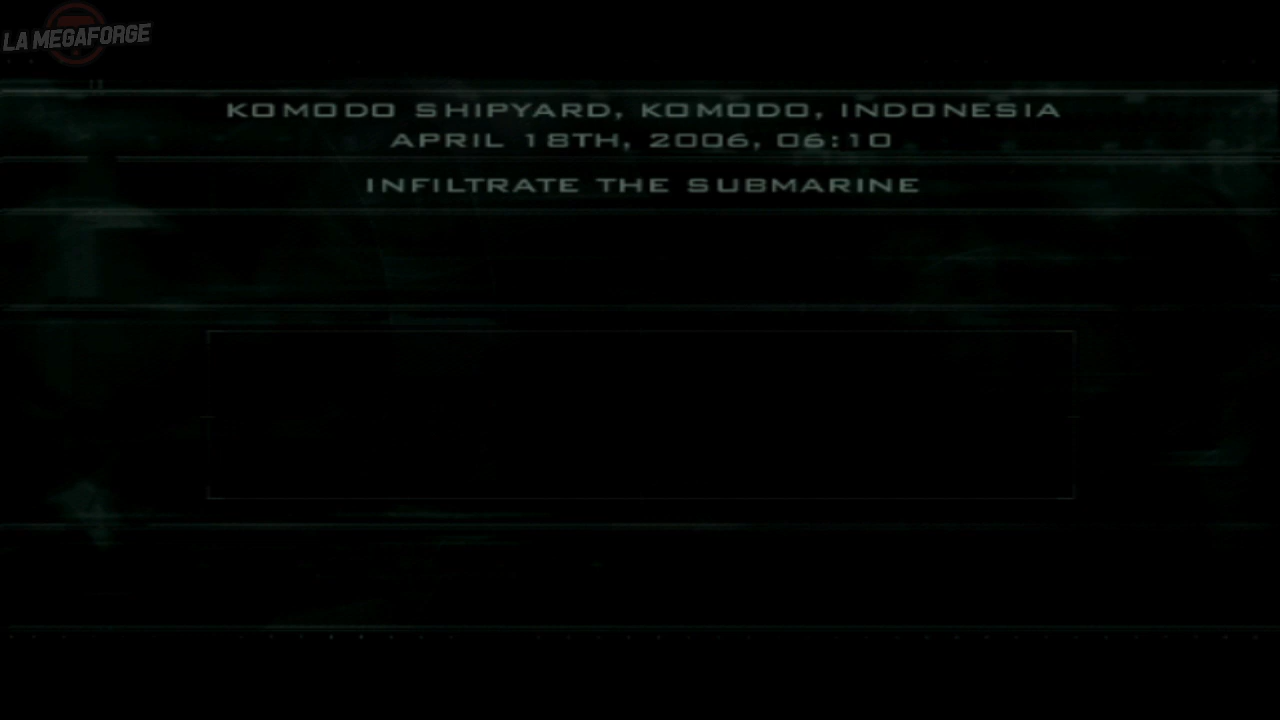 LA MEGAFORGE
KOMODO SHIPYARD, KOMODO, INDONESIA
APRIL 18TH, 2006, 06:10
INFILTRATE THE SUBMARINE